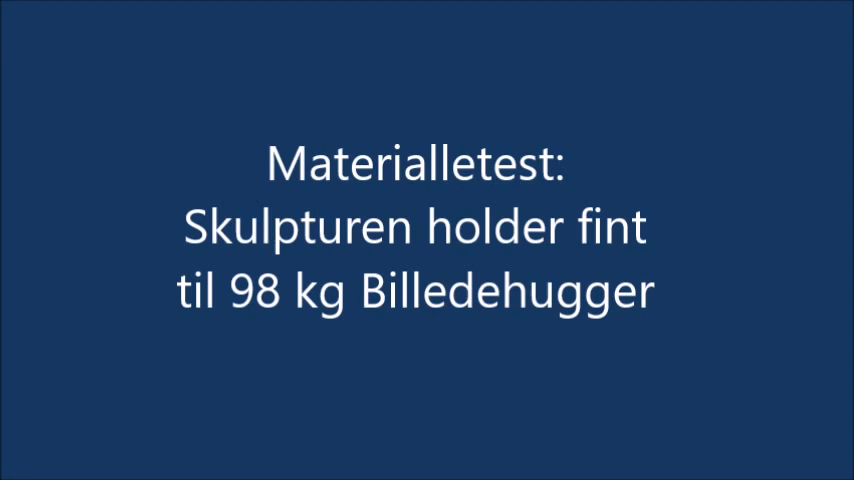 Materialletest:
Skulpturen holder fint
til 98 kg Billedehugger